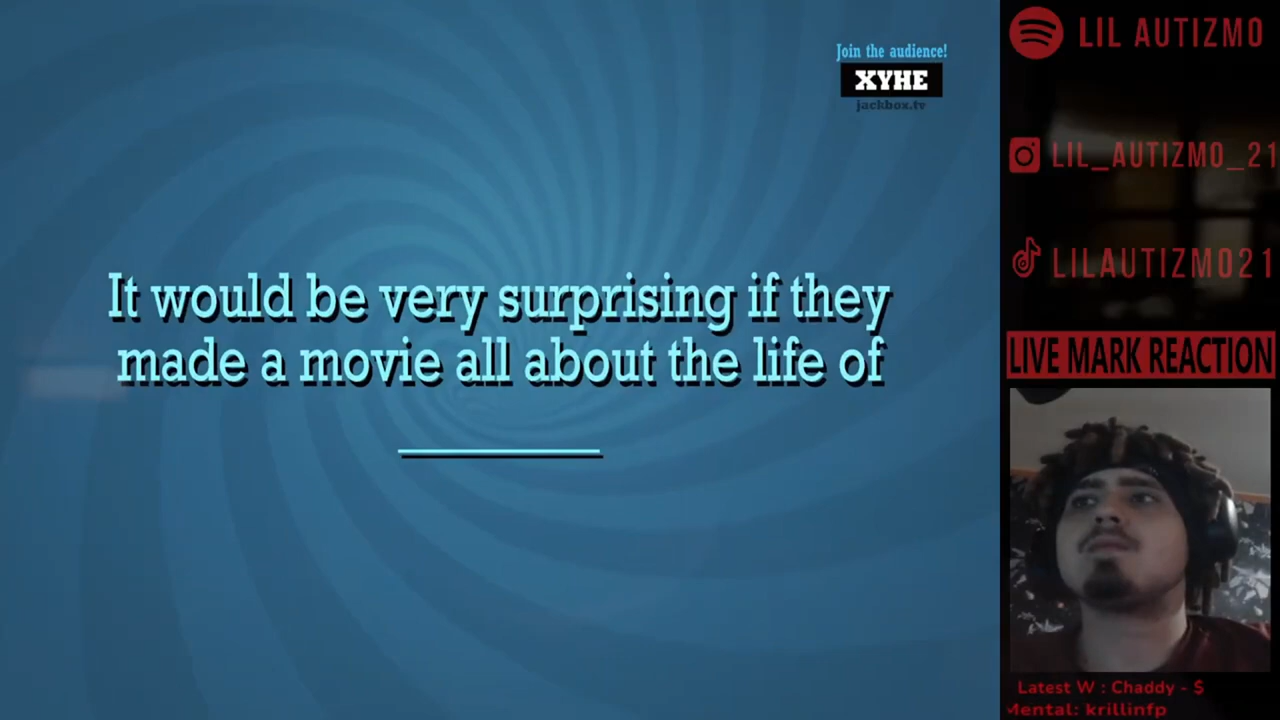 Join the audience!
XYHE
jackbox.tv
It would be very surprising if they
made a movie all about the life of
LIL AUTIZMO
LIL_AUTIZMO_21
LILAUTIZMO21
LIVE MARK REACTION
Latest W : Chaddy - $
Mental: krillinfp